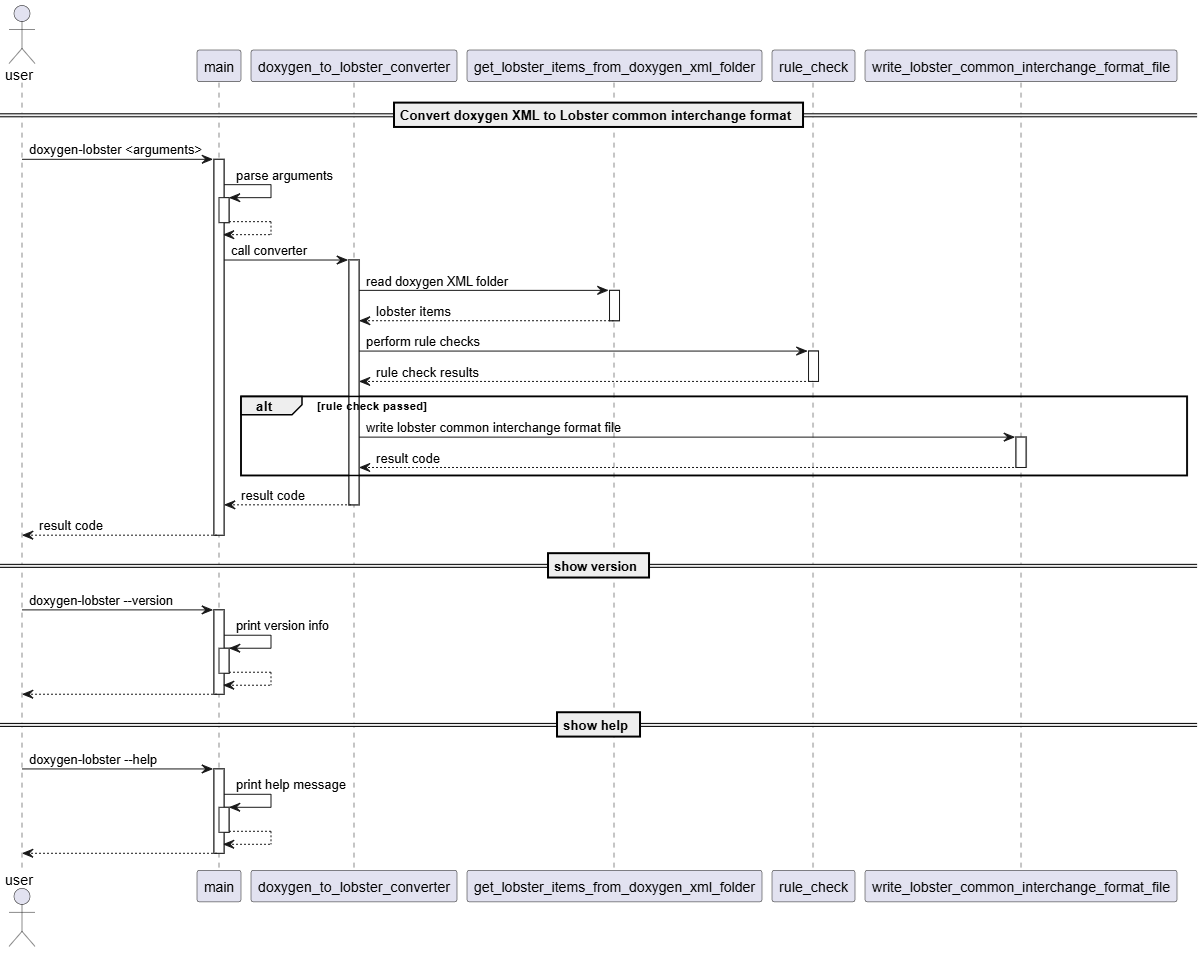 user
main
doxygen_to_lobster_converter
get_lobster_items_from_doxygen_xml_folder
rule_check
write_lobster_common_interchange_format_file
Convert doxygen XML to Lobster common interchange format
doxygen-lobster <arguments>
parse arguments
call converter
read doxygen XML folder
lobster items
perform rule checks
rule check results
alt
[rule check passed]
write lobster common interchange format file
result code
result code
result code
show version
doxygen-lobster --version
print version info
show help
doxygen-lobster --help
print help message
user
main
doxygen_to_lobster_converter
get_lobster_items_from_doxygen_xml_folder
rule_check
write_lobster_common_interchange_format_file